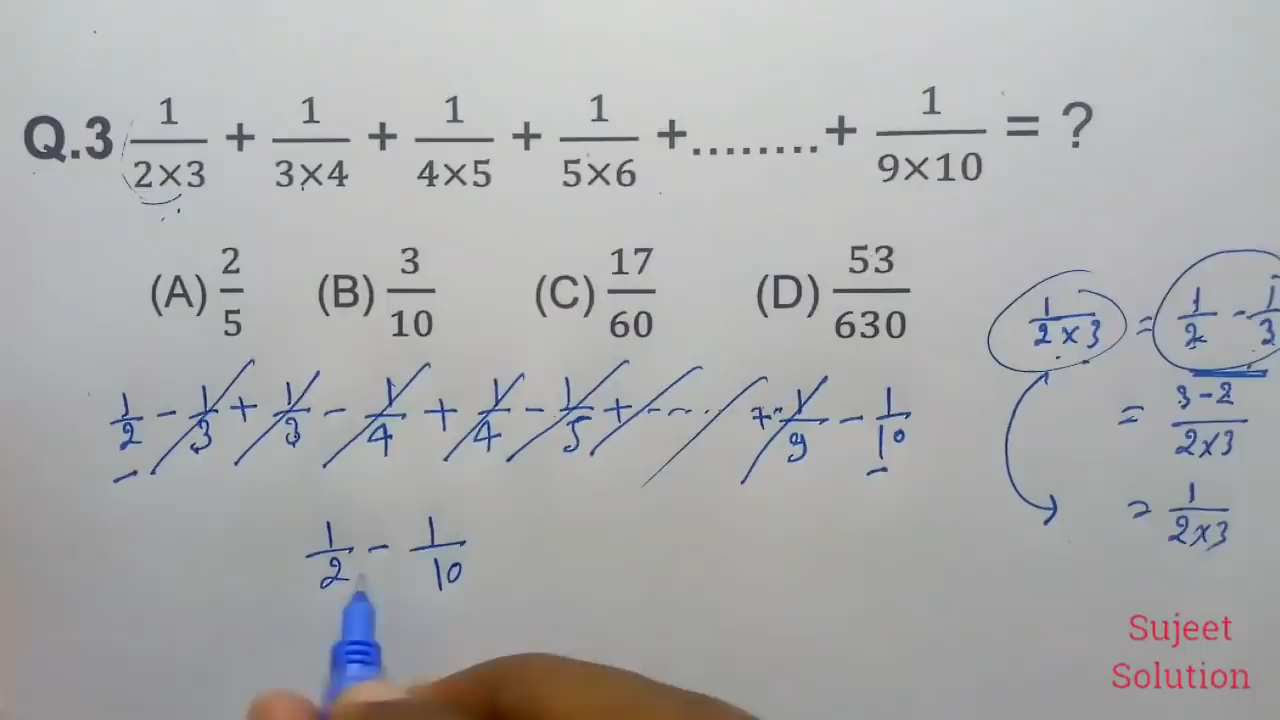 Q.3 1/2×3 + 1/3×4 + 1/4×5 + 1/5×6 +........+ 1/9×10 = ?
(A) 2/5 (B) 3/10 (C) 17/60 (D) 53/630
1/2×3 = 1/2 - 1/3
= 3-2/2×3
= 1/2×3
1/2 - 1/3 + 1/3 - 1/4 + 1/4 - 1/5 + ---.. +-1/9 - 1/10
1/2 - 1/10
Sujeet
Solution